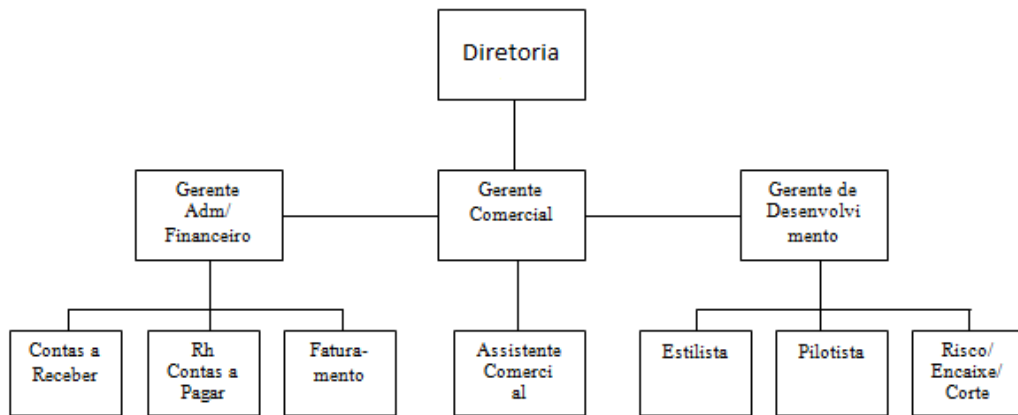 Diretoria
Gerente
Adm/
Financeiro
Gerente
Comercial
Gerente de
Desenvolvi
mento
Contas a
Receber
Rh
Contas a
Pagar
Fatura-
mento
Assistente
Comerci
al
Estilista
Pilotista
Risco/
Encaixe/
Corte